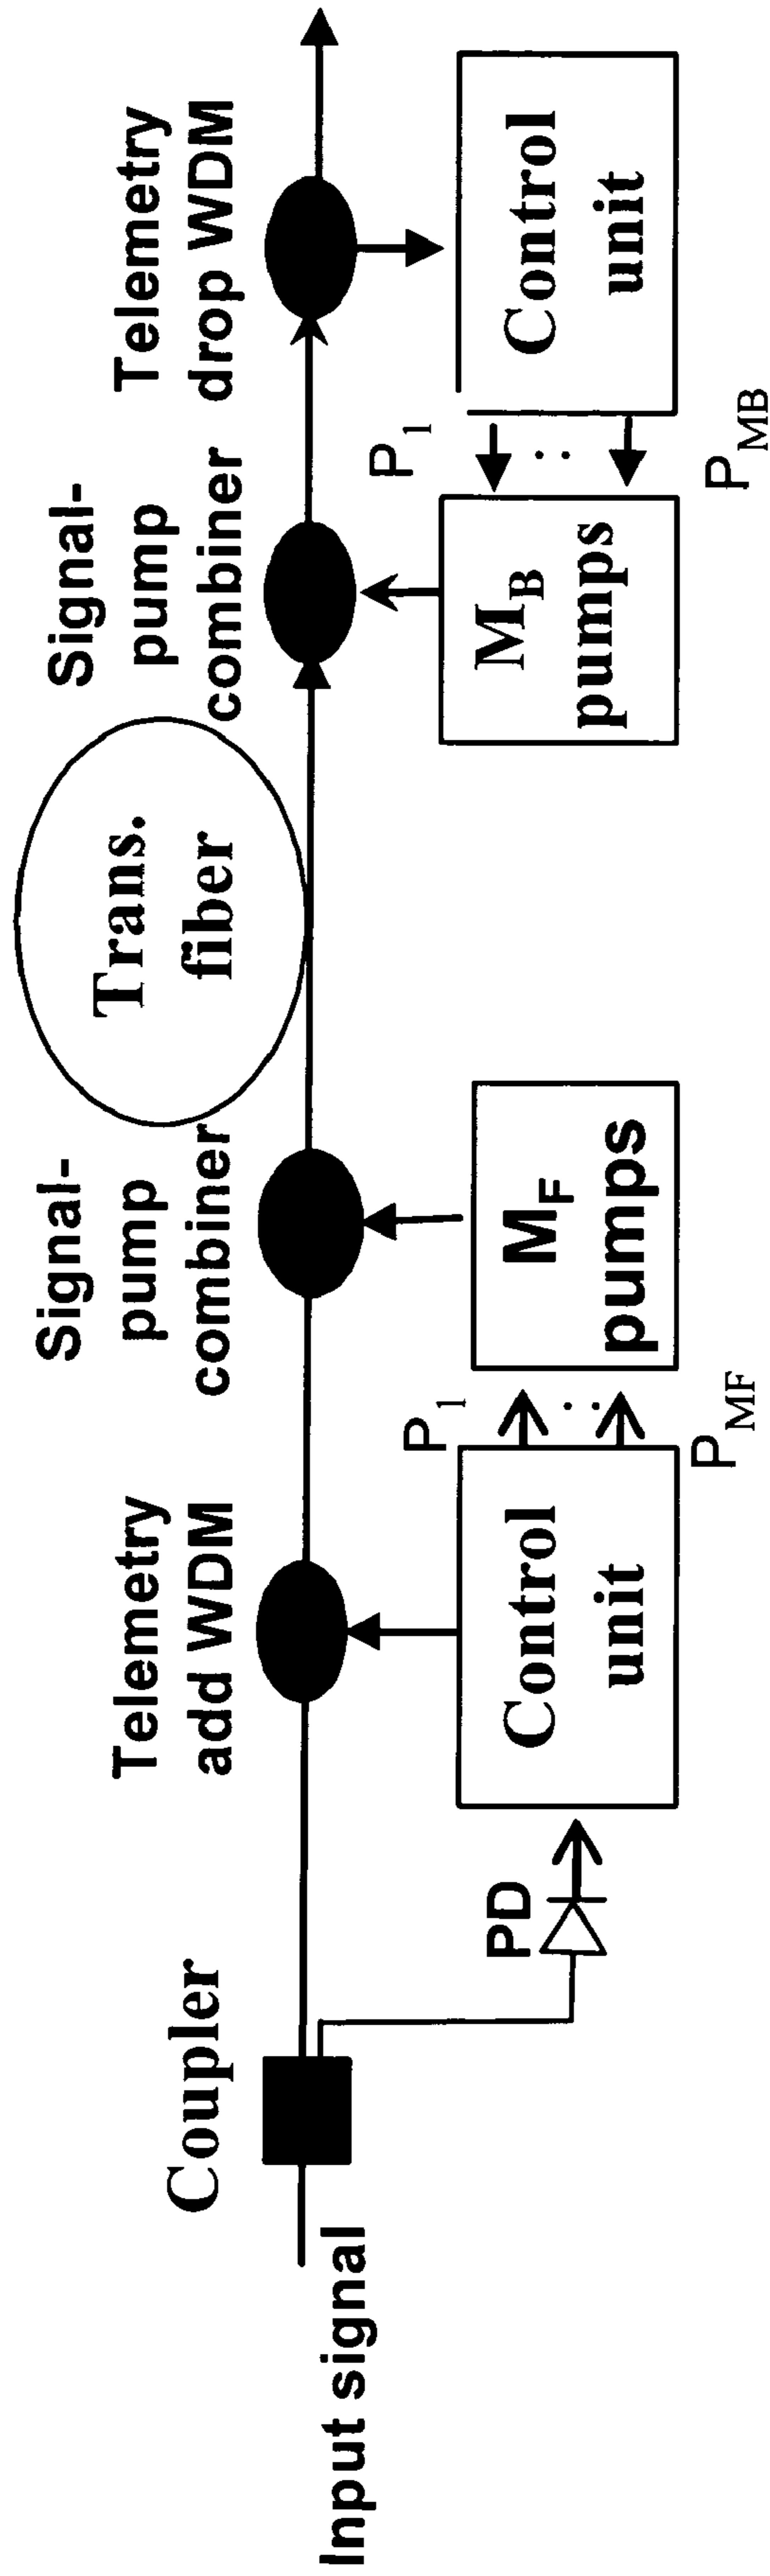 Input signal
Coupler
PD
Telemetry
add WDM
Control
unit
P1
PMF
Signal-
pump
combiner
MF
pumps
Trans.
fiber
Signal-
pump
combiner
MB
pumps
P1
PMB
Telemetry
drop WDM
Control
unit